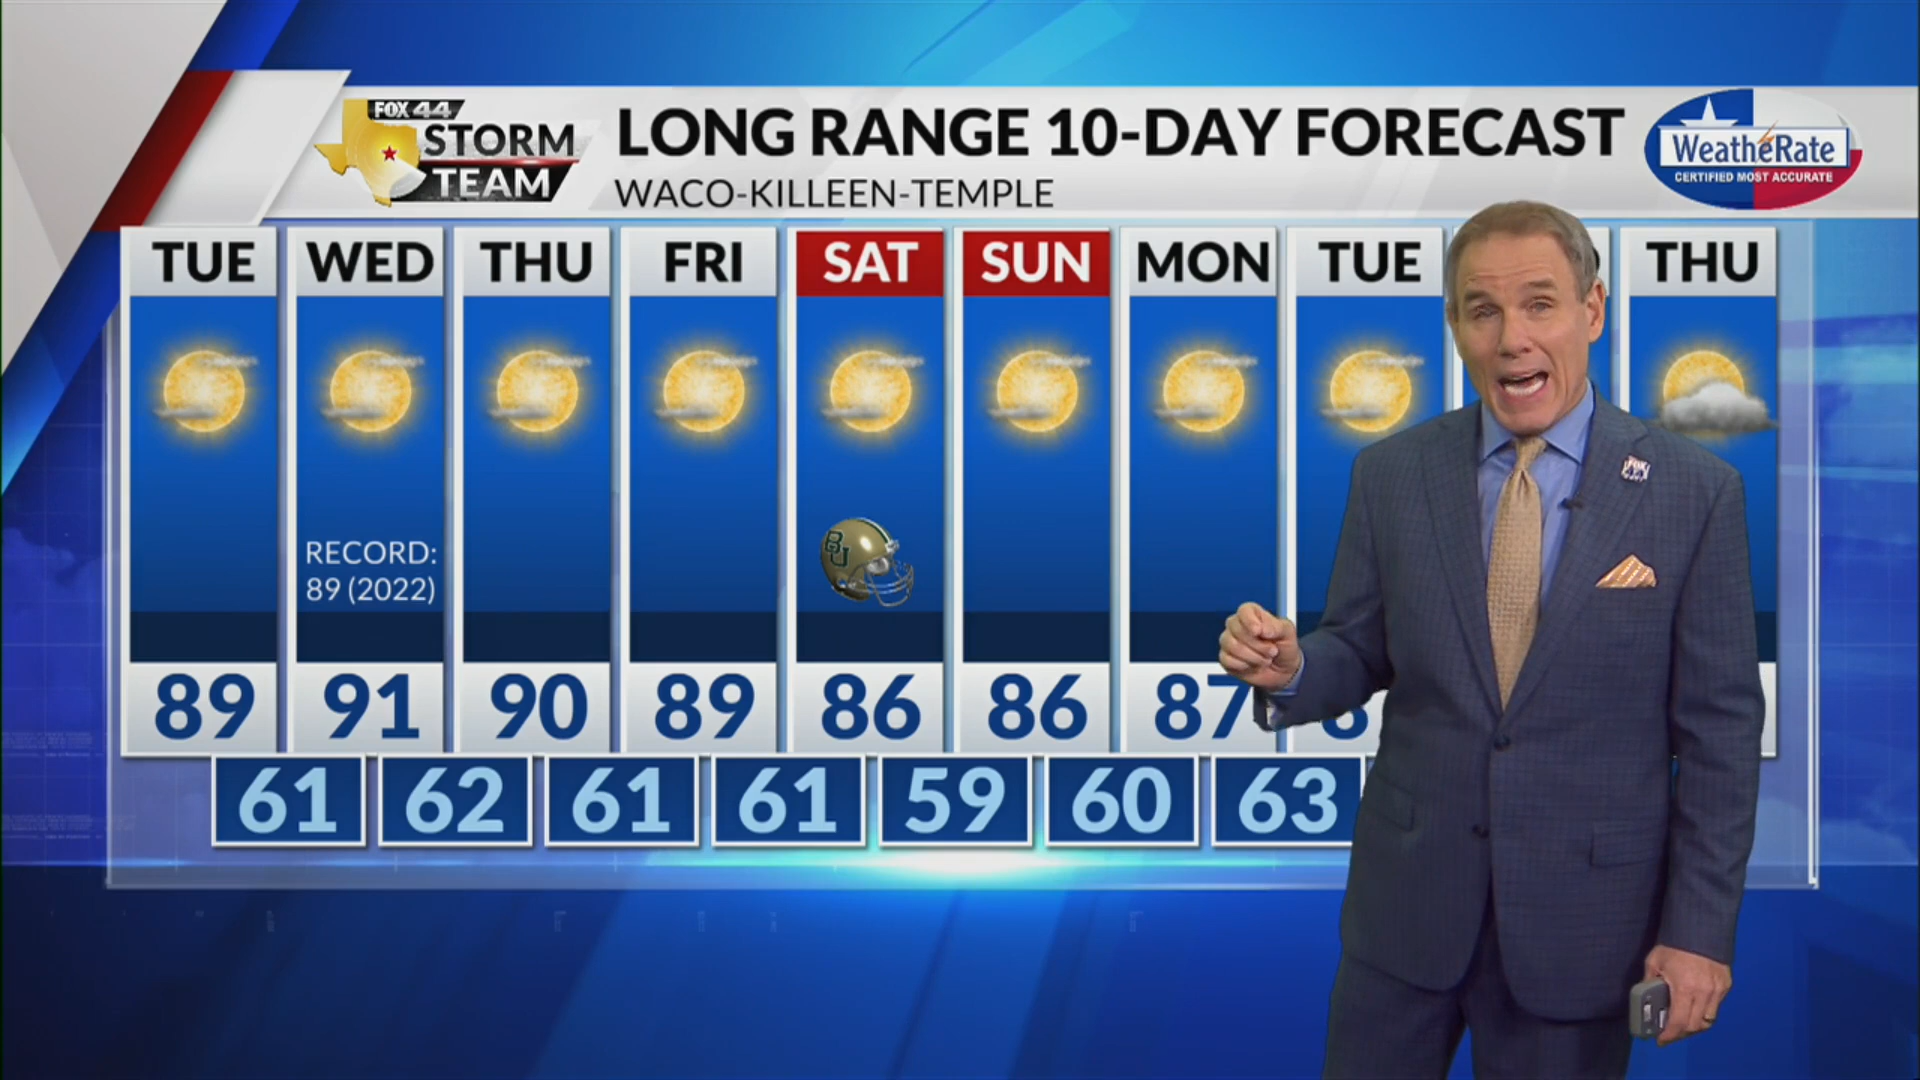 FOX 44
STORM
TEAM
LONG RANGE 10-DAY FORECAST
WACO-KILLEEN-TEMPLE
WeatheRate
CERTIFIED MOST ACCURATE
TUE WED THU FRI SAT SUN MON TUE THU
RECORD:
89 (2022)
BU
89 91 90 89 86 86 87
61 62 61 61 59 60 63